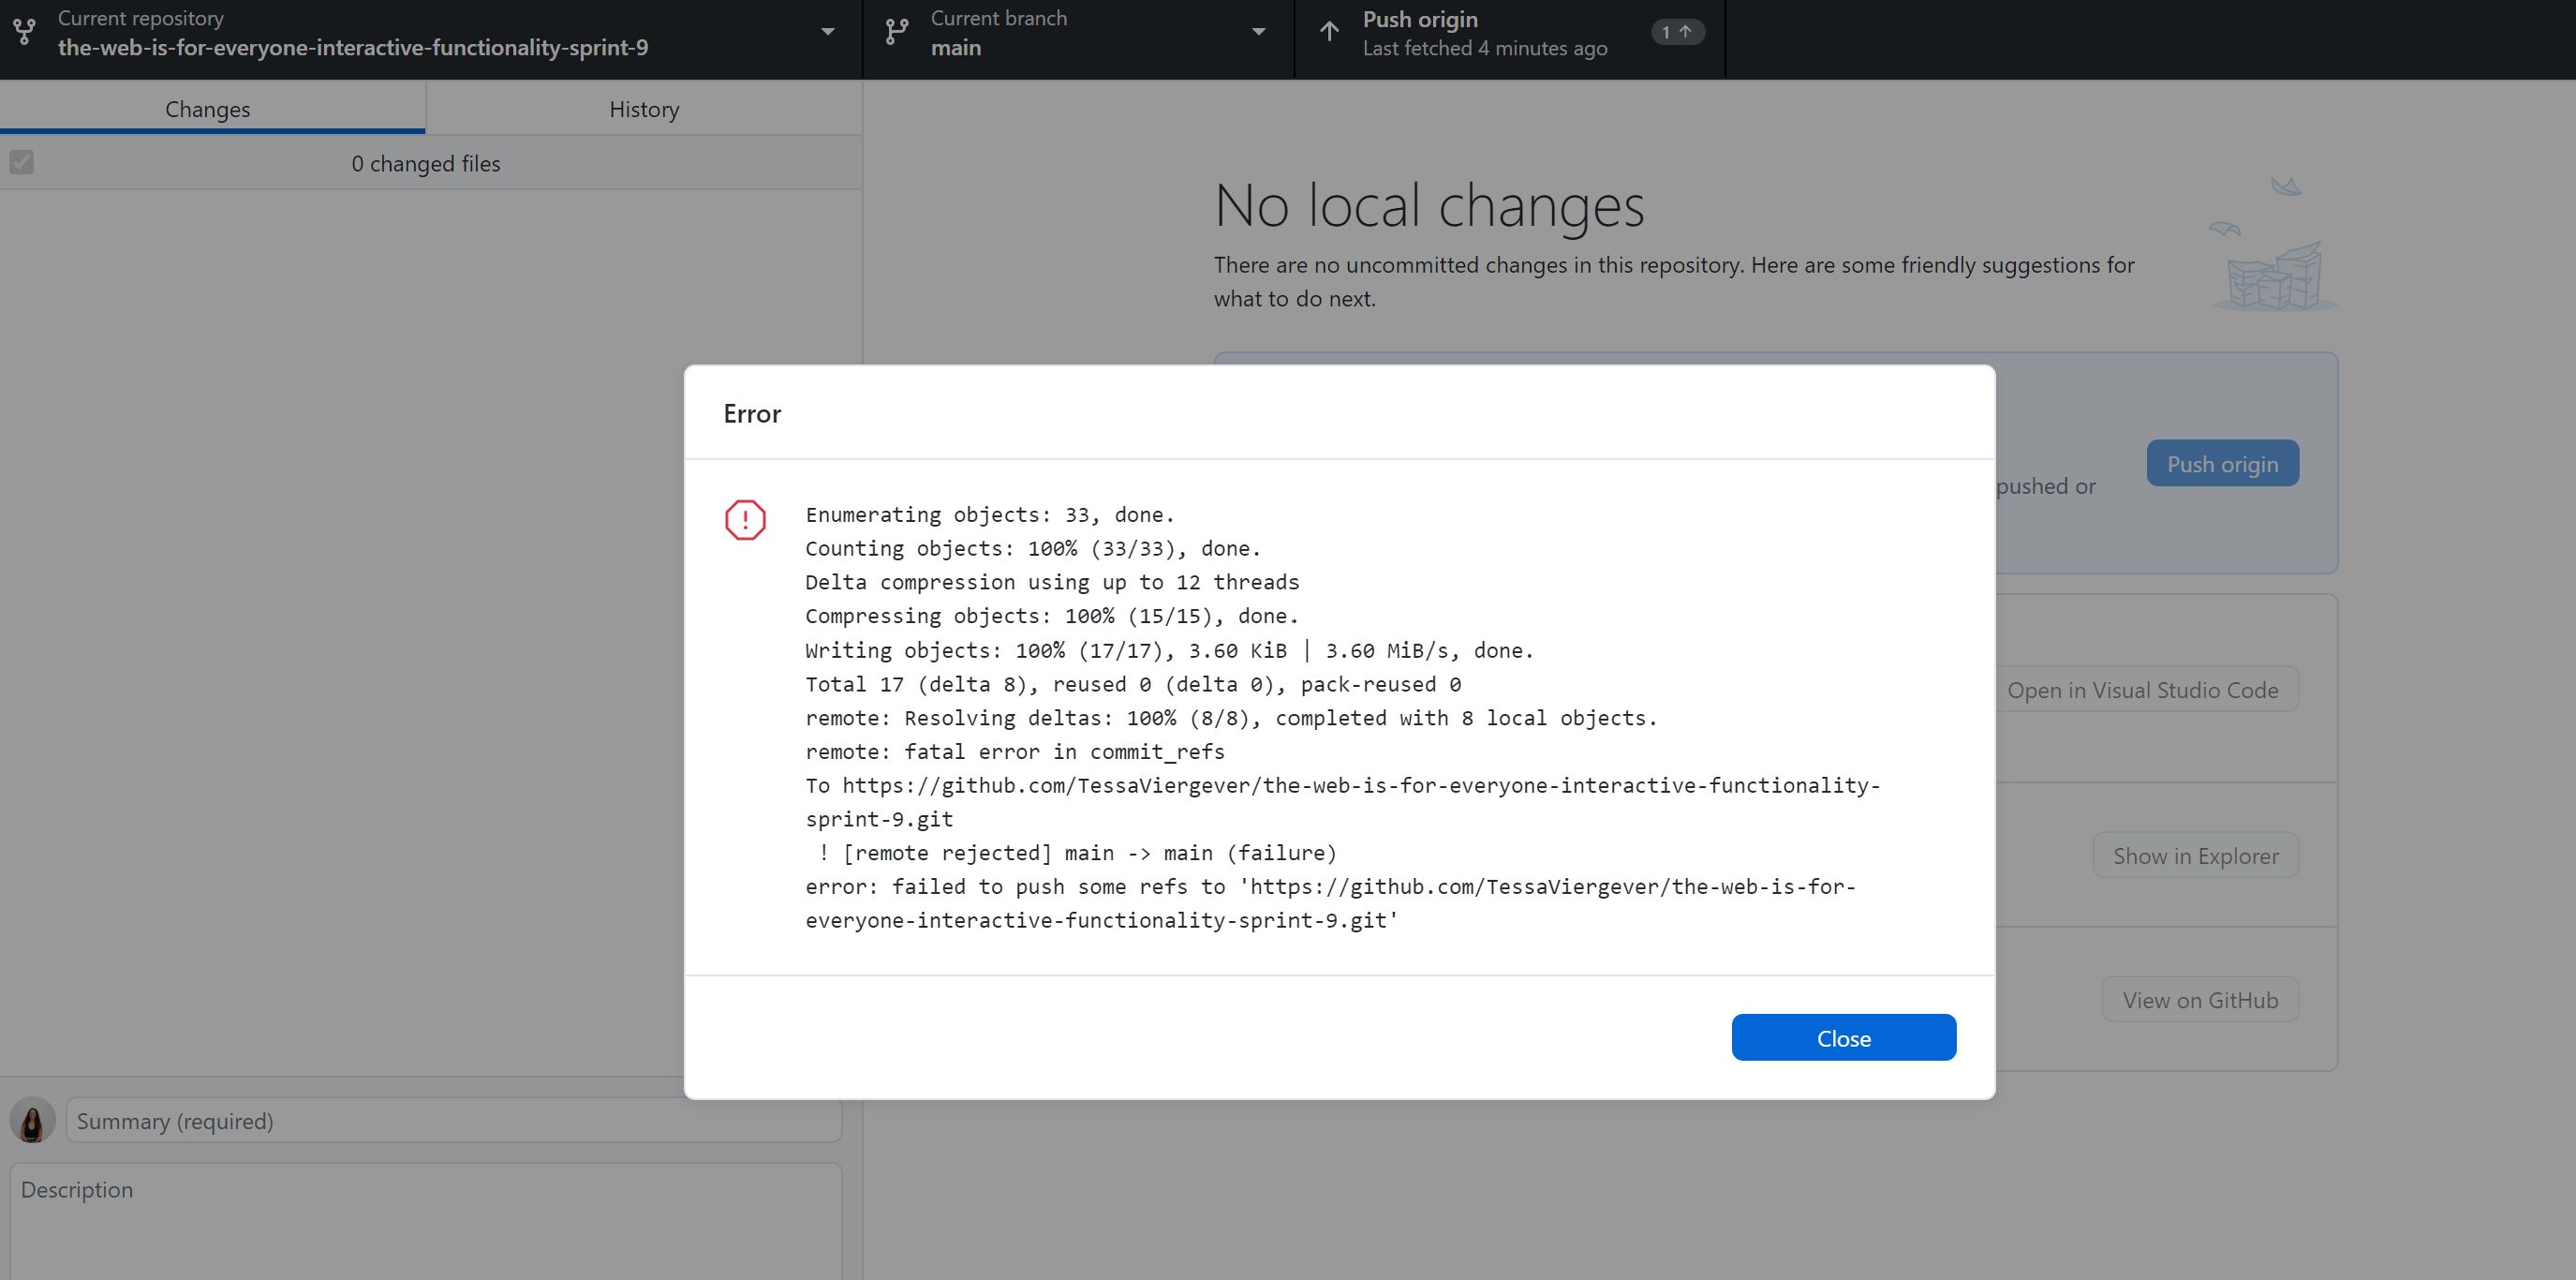 Current repository
the-web-is-for-everyone-interactive-functionality-sprint-9
Current branch
main
Push origin
Last fetched 4 minutes ago
1
Changes
History
0 changed files
No local changes
There are no uncommitted changes in this repository. Here are some friendly suggestions for
what to do next.
Error
Enumerating objects: 33, done.
Counting objects: 100% (33/33), done.
Delta compression using up to 12 threads
Compressing objects: 100% (15/15), done.
Writing objects: 100% (17/17), 3.60 KiB | 3.60 MiB/s, done.
Total 17 (delta 8), reused 0 (delta 0), pack-reused 0
remote: Resolving deltas: 100% (8/8), completed with 8 local objects.
remote: fatal error in commit_refs
To https://github.com/TessaViergever/the-web-is-for-everyone-interactive-functionality-
sprint-9.git
! [remote rejected] main -> main (failure)
error: failed to push some refs to 'https://github.com/TessaViergever/the-web-is-for-
everyone-interactive-functionality-sprint-9.git'
Close
Push origin
pushed or
Open in Visual Studio Code
Show in Explorer
View on GitHub
Summary (required)
Description